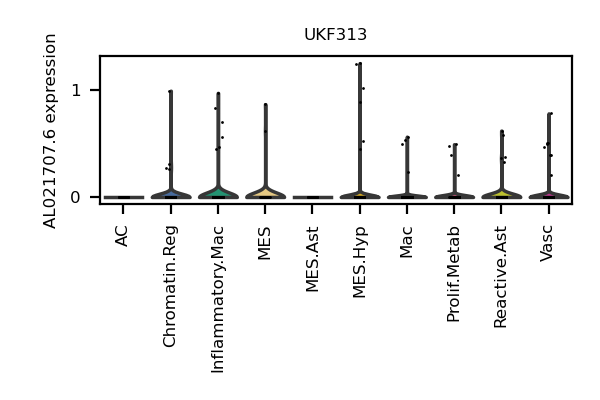 UKF313
AL021707.6 expression
1
0
AC
Chromatin.Reg
Inflammatory.Mac
MES
MES.Ast
MES.Hyp
Mac
Prolif.Metab
Reactive.Ast
Vasc